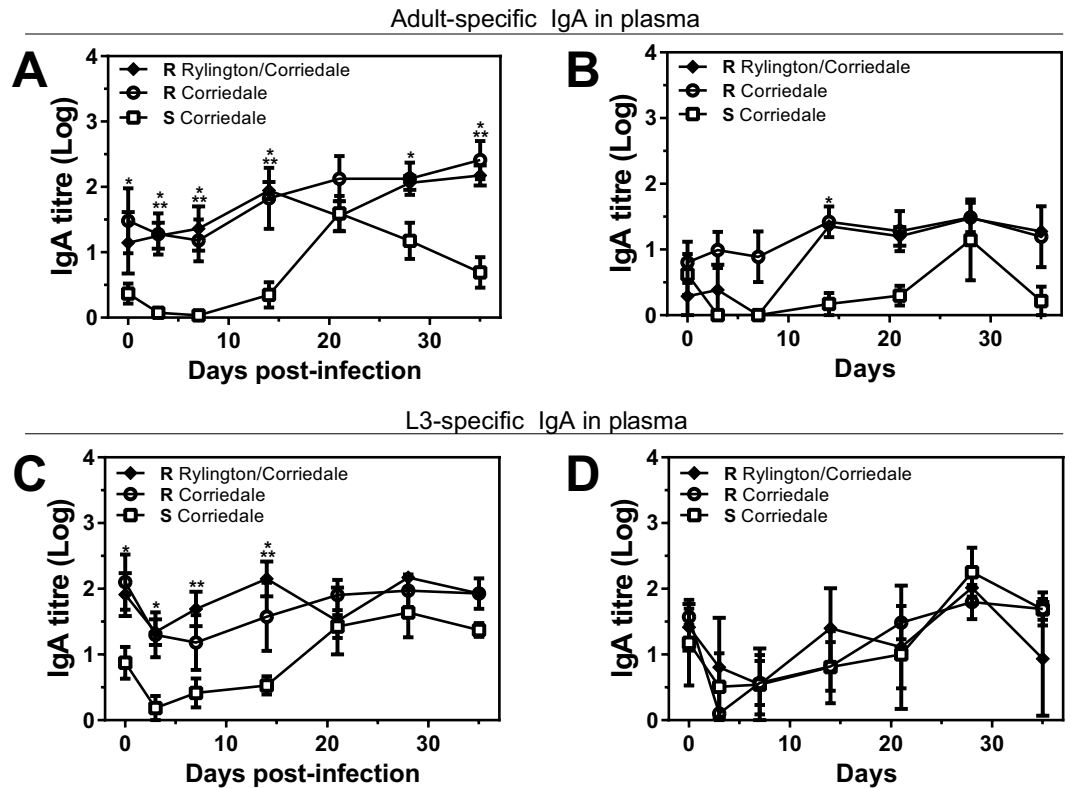 Adult-specific IgA in plasma
A
R Rylington/Corriedale
R Corriedale
S Corriedale
IgA titre (Log)
4
3
2
1
0
* ** * ** * ** * * ** *
0 10 20 30
Days post-infection
B
R Rylington/Corriedale
R Corriedale
S Corriedale
IgA titre (Log)
4
3
2
1
0
*
0 10 20 30
Days
L3-specific IgA in plasma
C
R Rylington/Corriedale
R Corriedale
S Corriedale
IgA titre (Log)
4
3
2
1
0
* * ** * **
0 10 20 30
Days post-infection
D
R Rylington/Corriedale
R Corriedale
S Corriedale
IgA titre (Log)
4
3
2
1
0
0 10 20 30
Days